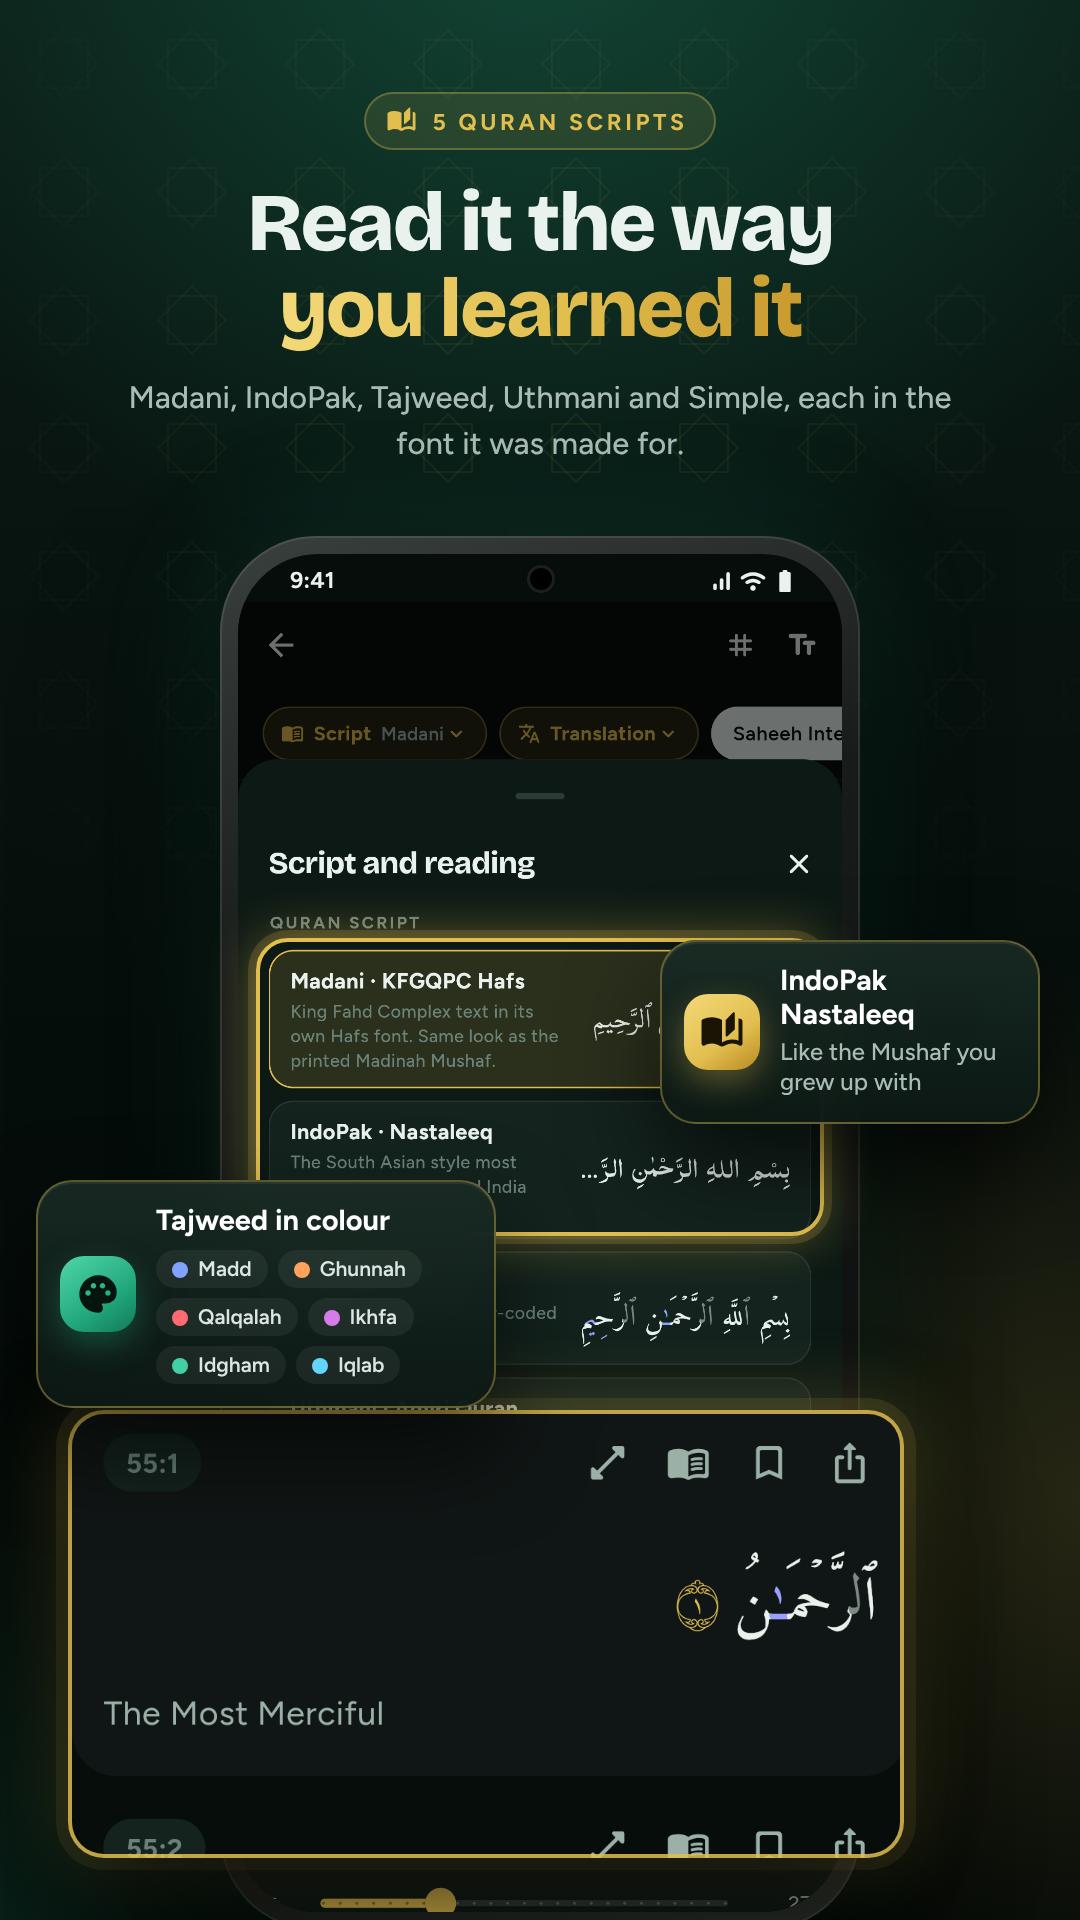 5 QURAN SCRIPTS
Read it the way
you learned it
Madani, IndoPak, Tajweed, Uthmani and Simple, each in the
font it was made for.
9:41
Script Madani
Translation
Saheeh Inte
Script and reading
QURAN SCRIPT
Madani · KFGQPC Hafs
King Fahd Complex text in its
own Hafs font. Same look as the
printed Madinah Mushaf.
ٱلرَّحِيمِ
IndoPak
Nastaleeq
Like the Mushaf you
grew up with
IndoPak · Nastaleeq
The South Asian style most
India
بِسْمِ اللهِ الرَّحْمٰنِ الرَّ...
Tajweed in colour
Madd
Ghunnah
Qalqalah
Ikhfa
Idgham
Iqlab
-coded
بِسۡمِ ٱللَّهِ ٱلرَّحۡمَـٰنِ ٱلرَّحِيمِ
55:1
ٱلرَّحۡمَـٰنُ ١
The Most Merciful
55:2